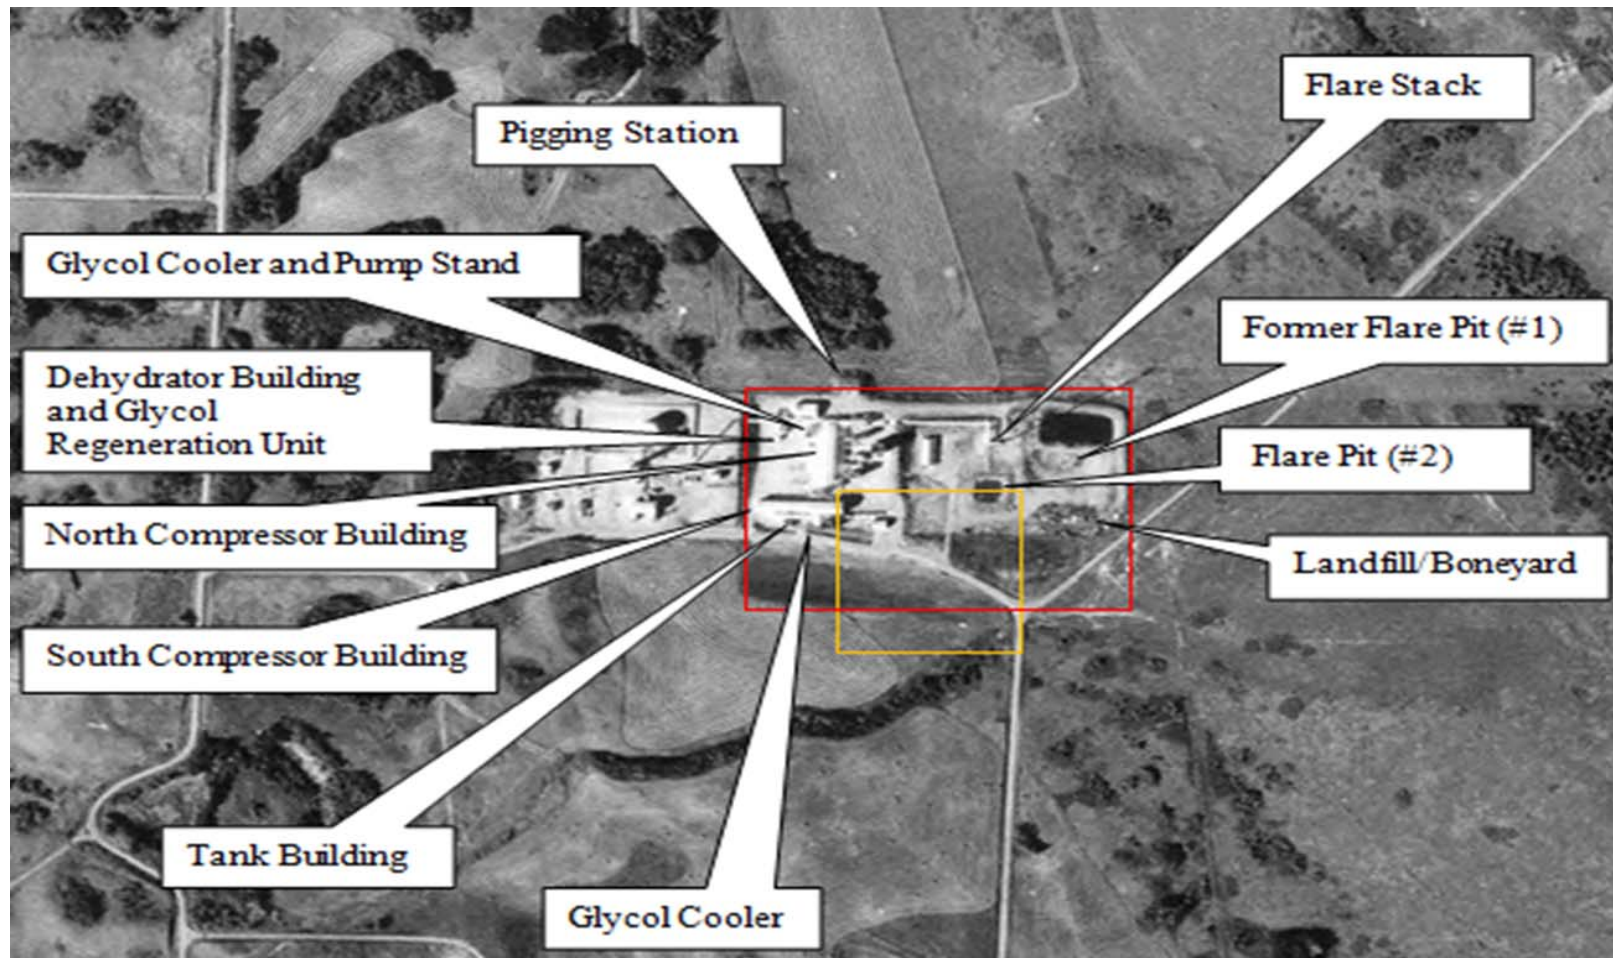 Flare Stack
Pigging Station
Glycol Cooler and Pump Stand
Former Flare Pit (#1)
Dehydrator Building
and Glycol
Regeneration Unit
Flare Pit (#2)
North Compressor Building
Landfill/Boneyard
South Compressor Building
Tank Building
Glycol Cooler